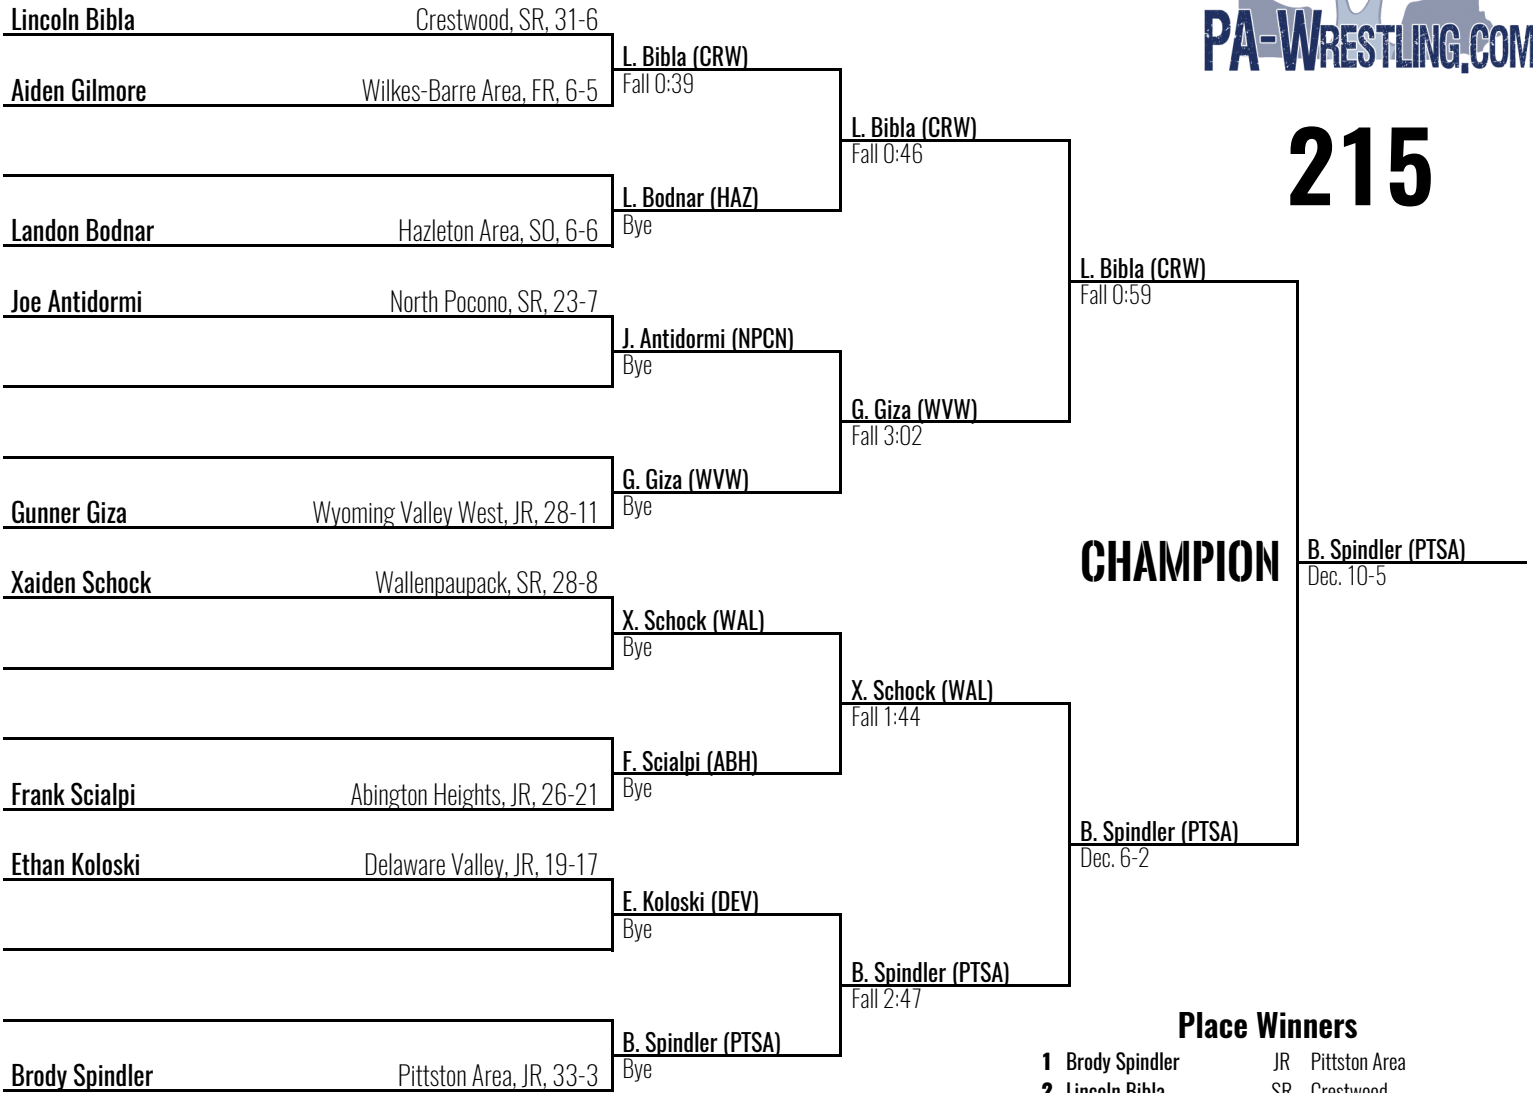 PA-WRESTLING.COM
215
Lincoln Bibla Crestwood, SR, 31-6
L. Bibla (CRW)
Fall 0:39
Aiden Gilmore Wilkes-Barre Area, FR, 6-5
L. Bibla (CRW)
Fall 0:46
L. Bodnar (HAZ)
Bye
Landon Bodnar Hazleton Area, SO, 6-6
L. Bibla (CRW)
Fall 0:59
Joe Antidormi North Pocono, SR, 23-7
J. Antidormi (NPCN)
Bye
G. Giza (WVW)
Fall 3:02
G. Giza (WVW)
Bye
Gunner Giza Wyoming Valley West, JR, 28-11
CHAMPION
B. Spindler (PTSA)
Dec. 10-5
Xaiden Schock Wallenpaupack, SR, 28-8
X. Schock (WAL)
Bye
X. Schock (WAL)
Fall 1:44
F. Scialpi (ABH)
Bye
Frank Scialpi Abington Heights, JR, 26-21
B. Spindler (PTSA)
Dec. 6-2
Ethan Koloski Delaware Valley, JR, 19-17
E. Koloski (DEV)
Bye
B. Spindler (PTSA)
Fall 2:47
B. Spindler (PTSA)
Bye
Brody Spindler Pittston Area, JR, 33-3
Place Winners
1 Brody Spindler JR Pittston Area
2 Lincoln Bibla SR Crestwood